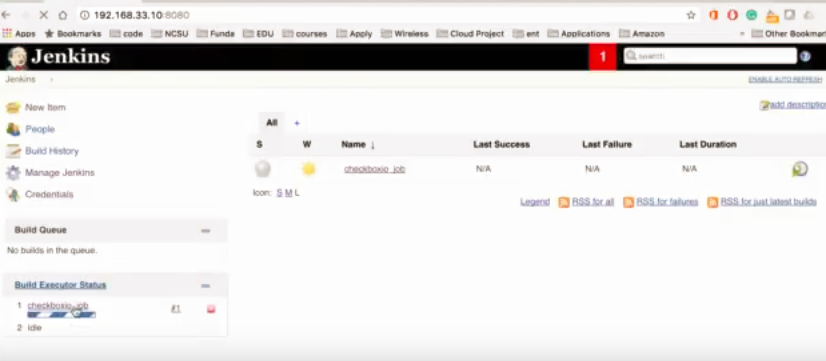 192.168.33.10:8080
Apps Bookmarks code NCSU Funda EDU courses Apply Wireless Cloud Project ent Applications Amazon » Other Bookmar
Jenkins 1 search ?
Jenkins › ENABLE AUTO REFRESH
add descriptio
New Item
People
Build History
Manage Jenkins
Credentials
All +
S W Name ↓ Last Success Last Failure Last Duration
checkboxio_job N/A N/A N/A
Icon: S M L
Legend RSS for all RSS for failures RSS for just latest builds
Build Queue
No builds in the queue.
Build Executor Status
1 checkboxio_job #1
2 Idle